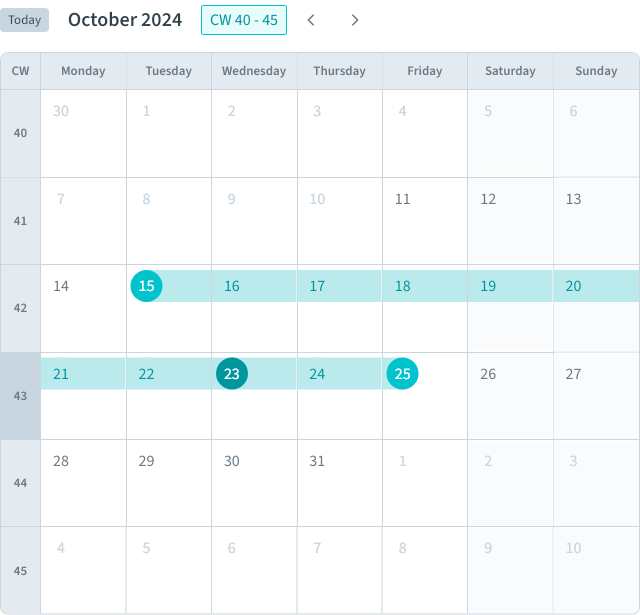 Today October 2024 CW 40 - 45
CW Monday Tuesday Wednesday Thursday Friday Saturday Sunday
40 30 1 2 3 4 5 6
41 7 8 9 10 11 12 13
42 14 15 16 17 18 19 20
43 21 22 23 24 25 26 27
44 28 29 30 31 1 2 3
45 4 5 6 7 8 9 10